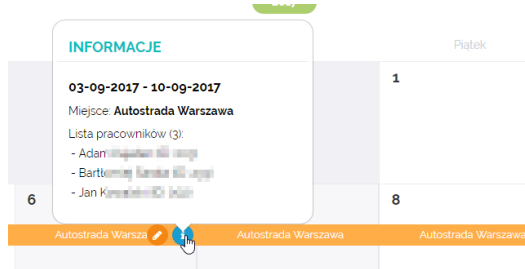 INFORMACJE
Piątek
03-09-2017 - 10-09-2017
1
Miejsce: Autostrada Warszawa
Lista pracowników (3):
- Adam
- Bartłomiej
- Jan
6
8
Autostrada Warsza
Autostrada Warszawa
Autostrada Warszawa